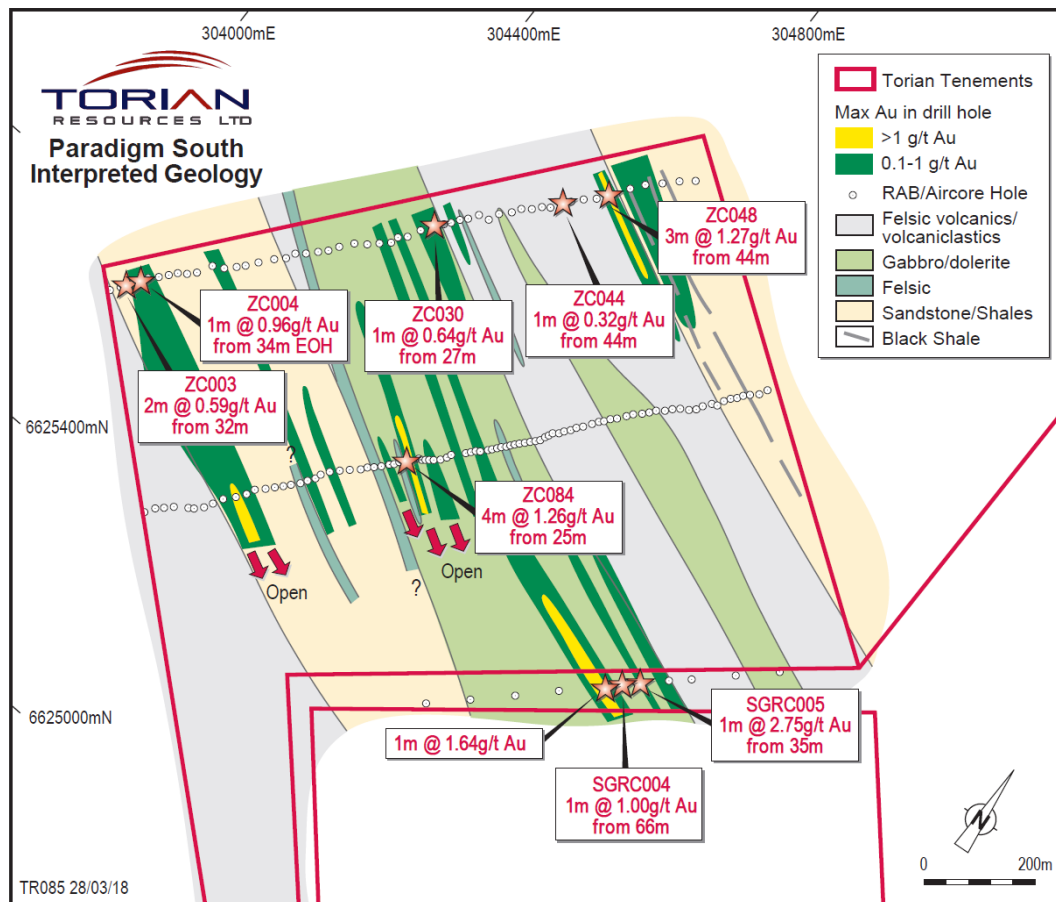 304000mE
304400mE
304800mE
TORIAN
RESOURCES LTD
Paradigm South
Interpreted Geology
Torian Tenements
Max Au in drill hole
>1 g/t Au
0.1-1 g/t Au
RAB/Aircore Hole
Felsic volcanics/
volcaniclastics
Gabbro/dolerite
Felsic
Sandstone/Shales
Black Shale
ZC048
3m @ 1.27g/t Au
from 44m
ZC044
1m @ 0.32g/t Au
from 44m
ZC030
1m @ 0.64g/t Au
from 27m
ZC004
1m @ 0.96g/t Au
from 34m EOH
ZC003
2m @ 0.59g/t Au
from 32m
6625400mN
?
ZC084
4m @ 1.26g/t Au
from 25m
Open
Open
?
6625000mN
1m @ 1.64g/t Au
SGRC005
1m @ 2.75g/t Au
from 35m
SGRC004
1m @ 1.00g/t Au
from 66m
N
0
200m
TR085 28/03/18